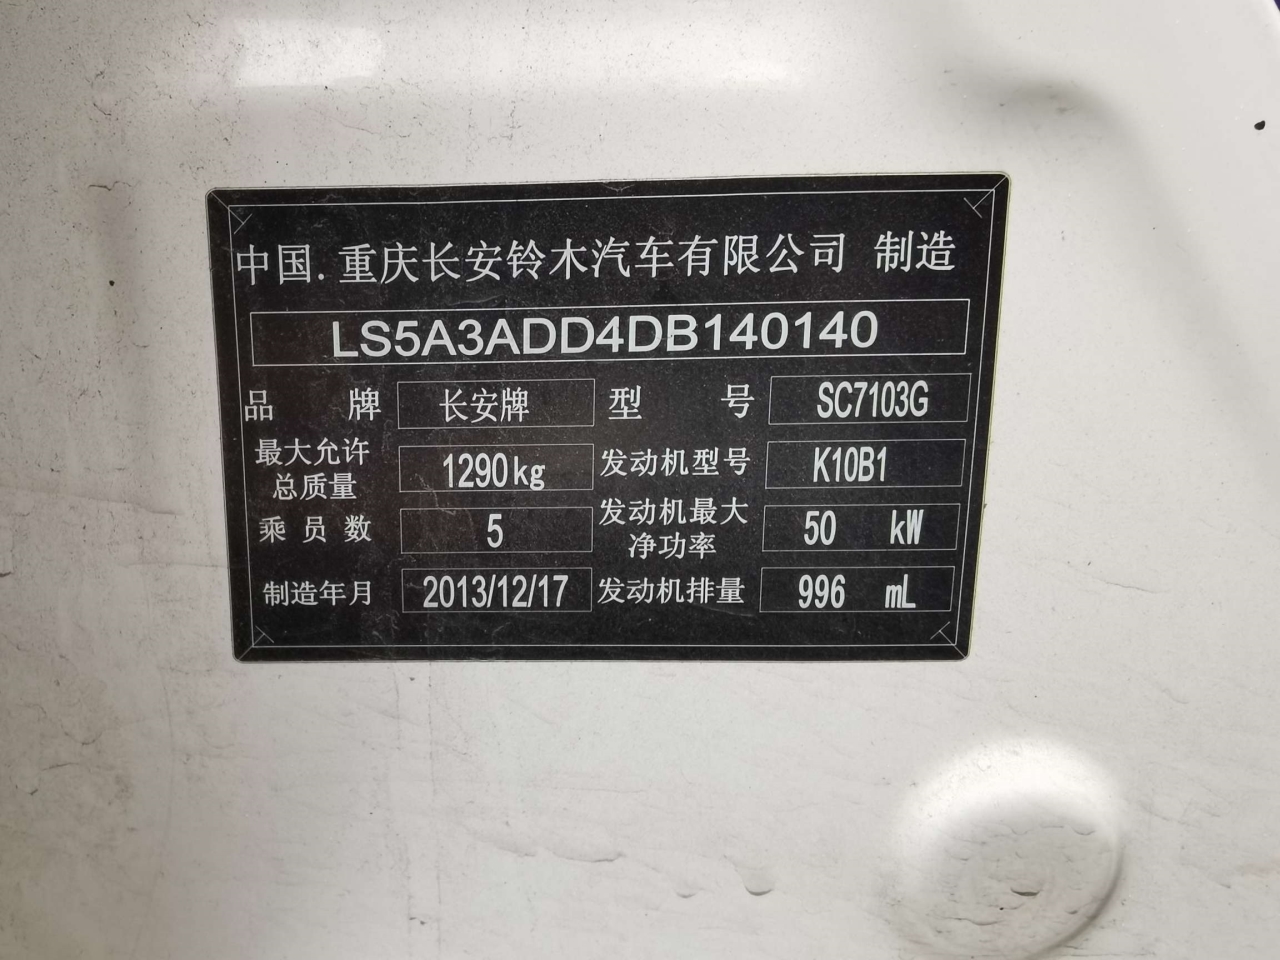 中国.重庆长安铃木汽车有限公司 制造
LS5A3ADD4DB140140
品 牌 长安牌 型 号 SC7103G
最大允许总质量 1290kg 发动机型号 K10B1
乘员数 5 发动机最大净功率 50 kW
制造年月 2013/12/17 发动机排量 996 mL